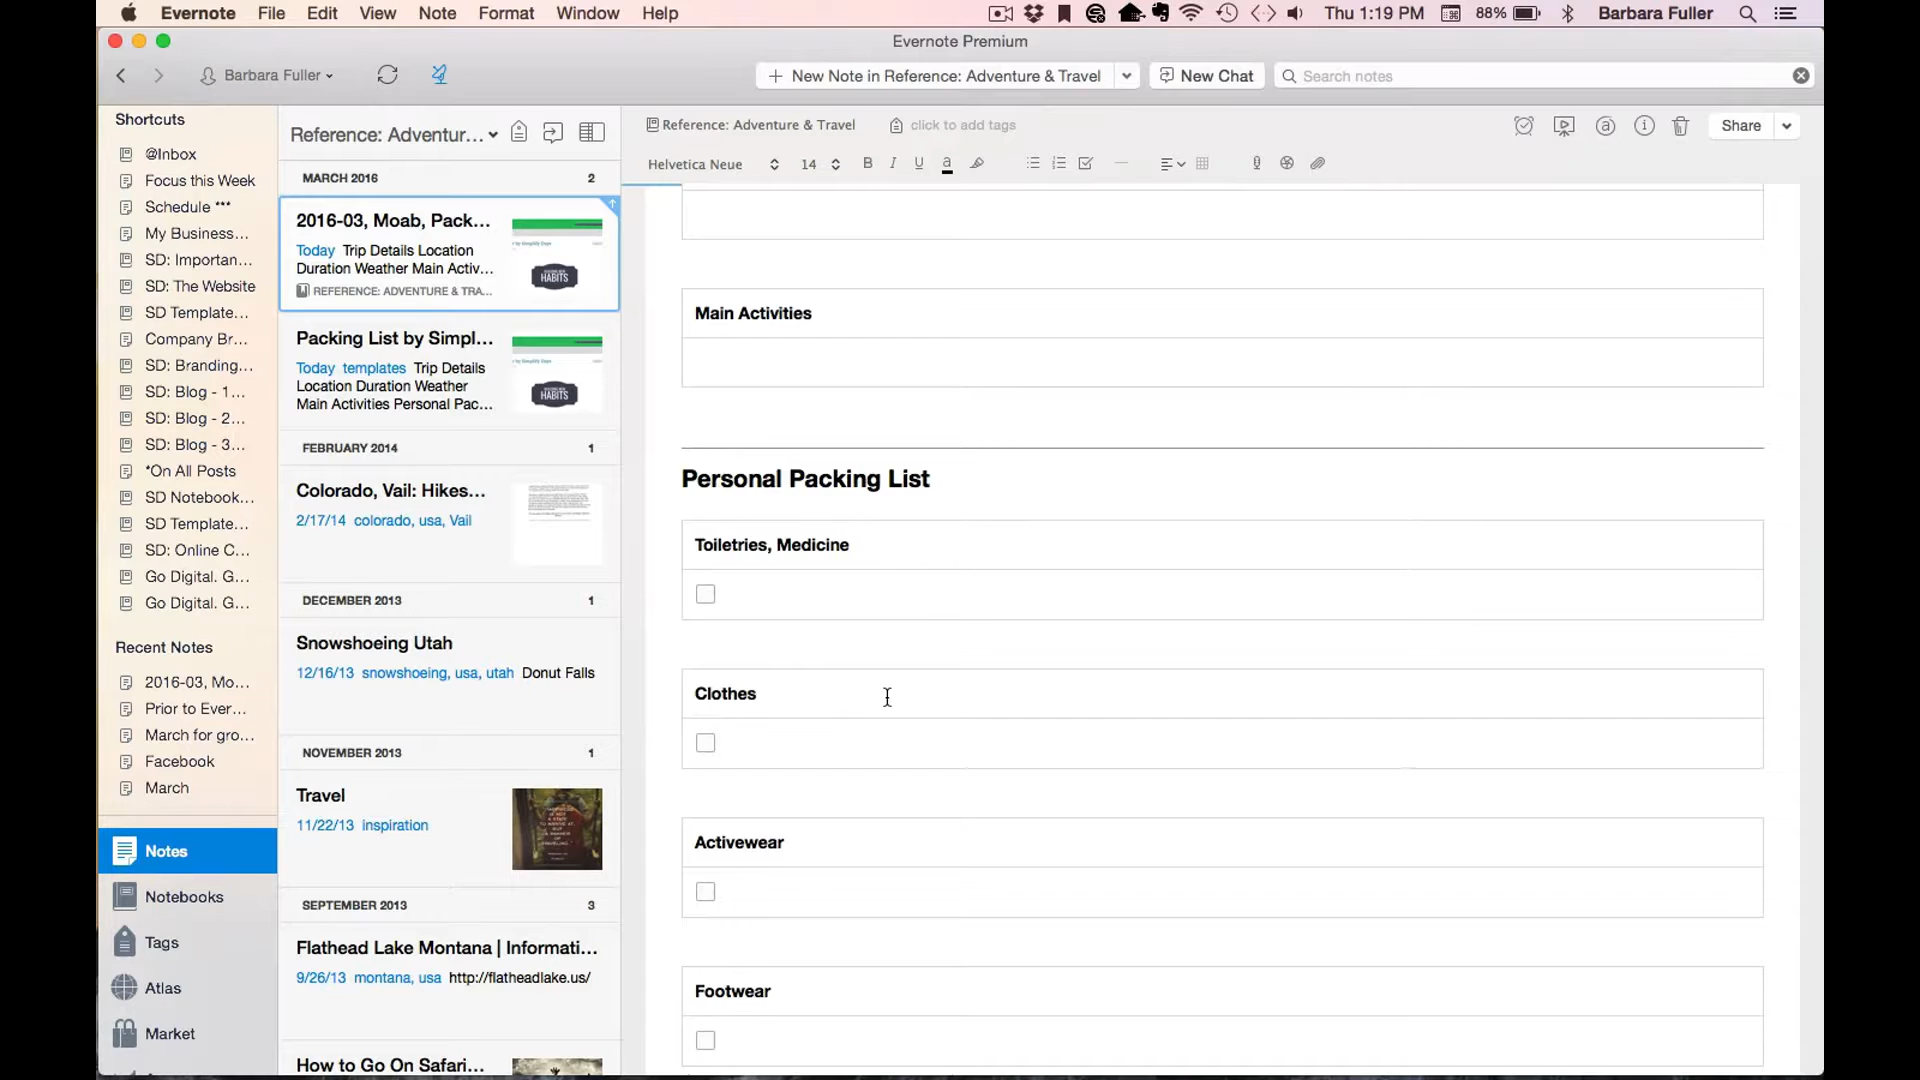 Evernote File Edit View Note Format Window Help Thu 1:19 PM 88% Barbara Fuller
Evernote Premium
Barbara Fuller
New Note in Reference: Adventure & Travel
New Chat
Search notes
Shortcuts
@Inbox
Focus this Week
Schedule ***
My Business...
SD: Importan...
SD: The Website
SD Template...
Company Br...
SD: Branding...
SD: Blog - 1...
SD: Blog - 2...
SD: Blog - 3...
*On All Posts
SD Notebook...
SD Template...
SD: Online C...
Go Digital. G...
Go Digital. G...
Recent Notes
2016-03, Mo...
Prior to Ever...
March for gro...
Facebook
March
Notes
Notebooks
Tags
Atlas
Market
Reference: Adventur...
MARCH 2016 2
2016-03, Moab, Pack...
Today Trip Details Location
Duration Weather Main Activ...
REFERENCE: ADVENTURE & TRA...
HABITS
Packing List by Simpl...
Today templates Trip Details
Location Duration Weather
Main Activities Personal Pac...
HABITS
FEBRUARY 2014 1
Colorado, Vail: Hikes...
2/17/14 colorado, usa, Vail
DECEMBER 2013 1
Snowshoeing Utah
12/16/13 snowshoeing, usa, utah Donut Falls
NOVEMBER 2013 1
Travel
11/22/13 inspiration
SEPTEMBER 2013 3
Flathead Lake Montana | Informati...
9/26/13 montana, usa http://flatheadlake.us/
How to Go On Safari...
Reference: Adventure & Travel
click to add tags
Share
Helvetica Neue 14 B I U a
Main Activities
Personal Packing List
Toiletries, Medicine
Clothes
Activewear
Footwear